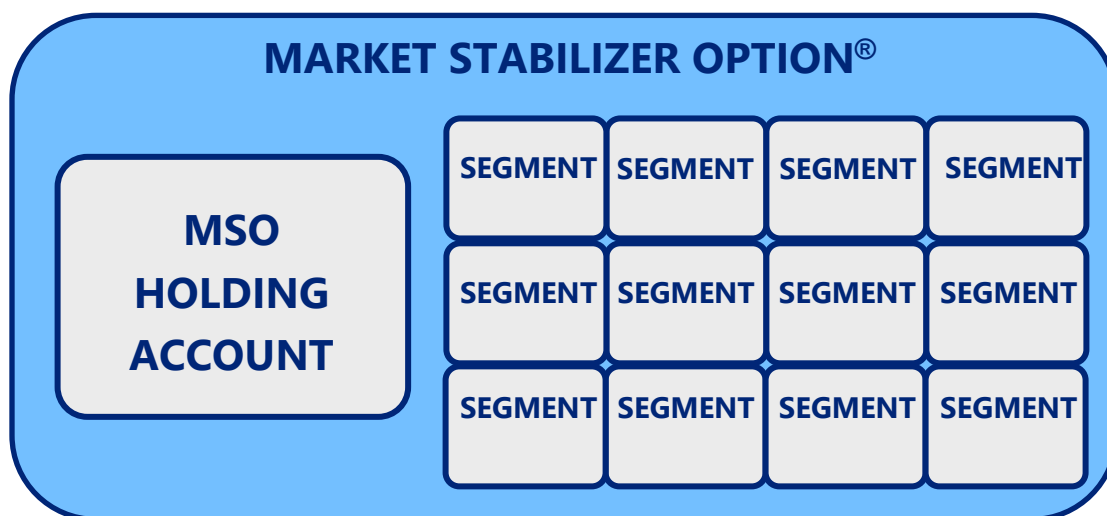 MARKET STABILIZER OPTION®
MSO
HOLDING
ACCOUNT
SEGMENT SEGMENT SEGMENT SEGMENT
SEGMENT SEGMENT SEGMENT SEGMENT
SEGMENT SEGMENT SEGMENT SEGMENT